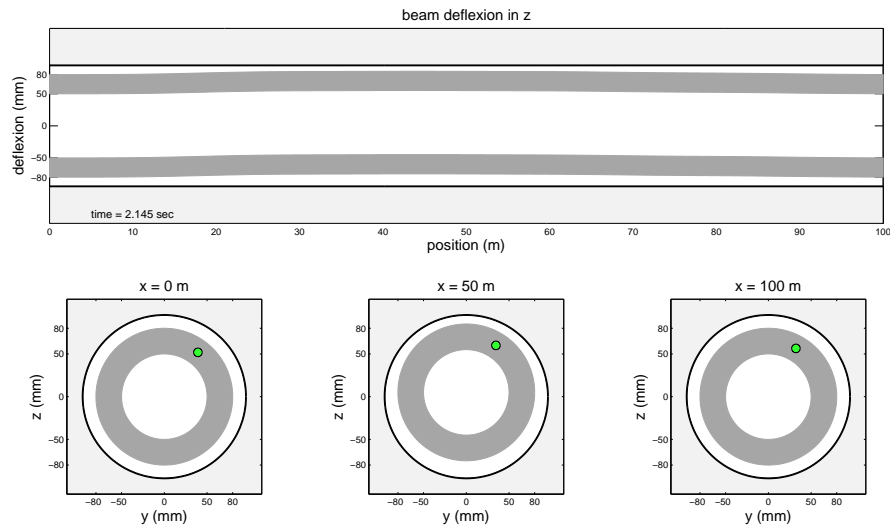 beam deflexion in z
deflexion (mm)
80
50
0
−50
−80
time = 2.145 sec
0 10 20 30 40 50 60 70 80 90 100
position (m)
x = 0 m
z (mm)
80
50
0
−50
−80
−80 −50 0 50 80
y (mm)
x = 50 m
z (mm)
80
50
0
−50
−80
−80 −50 0 50 80
y (mm)
x = 100 m
z (mm)
80
50
0
−50
−80
−80 −50 0 50 80
y (mm)